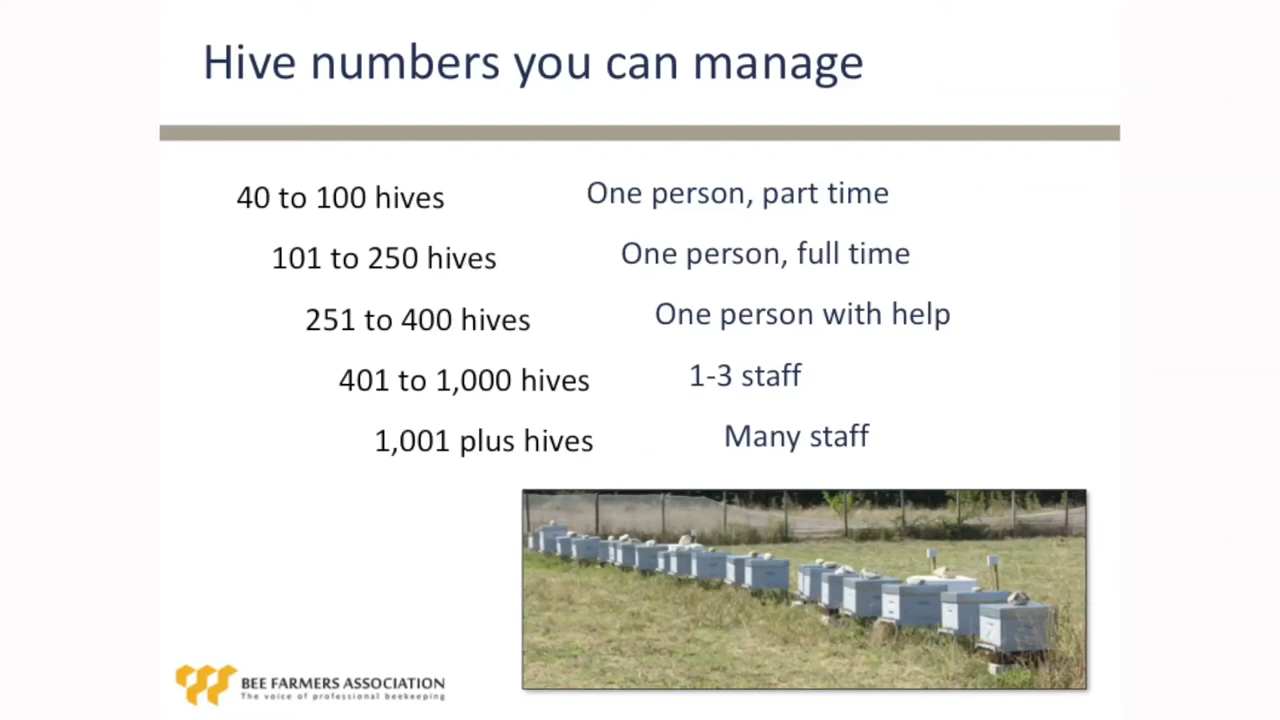 Hive numbers you can manage
40 to 100 hives One person, part time
101 to 250 hives One person, full time
251 to 400 hives One person with help
401 to 1,000 hives 1-3 staff
1,001 plus hives Many staff
BEE FARMERS ASSOCIATION
The voice of professional beekeeping